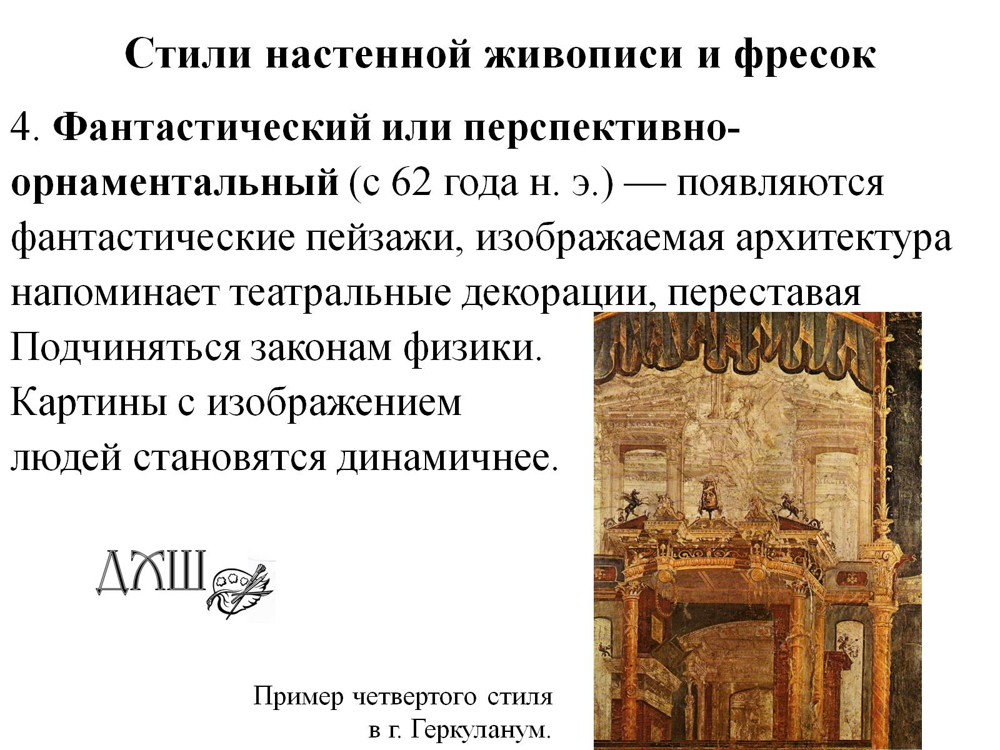 Стили настенной живописи и фресок
4. Фантастический или перспективно-
орнаментальный (с 62 года н. э.) — появляются
фантастические пейзажи, изображаемая архитектура
напоминает театральные декорации, переставая
Подчиняться законам физики.
Картины с изображением
людей становятся динамичнее.
ДХШ
Пример четвертого стиля
в г. Геркуланум.